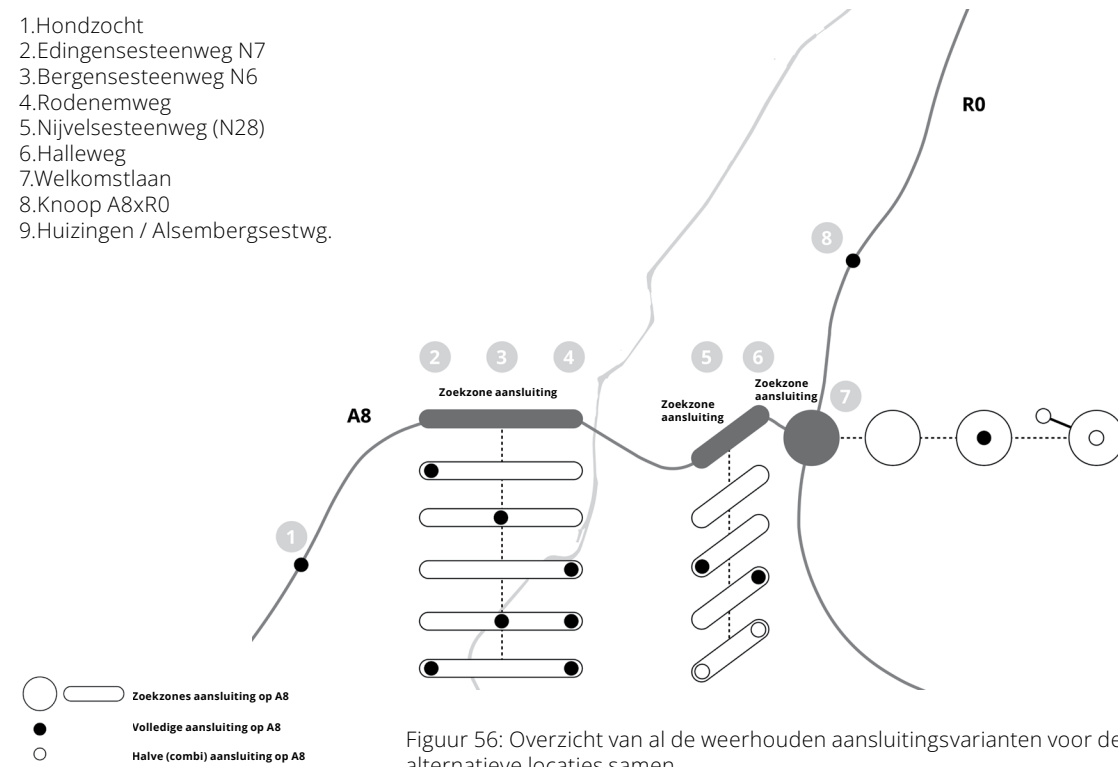 1.Hondzocht
2.Edingensesteenweg N7
3.Bergensesteenweg N6
4.Rodenemweg
5.Nijvelsesteenweg (N28)
6.Halleweg
7.Welkomstlaan
8.Knoop A8xR0
9.Huizingen / Alsembergsestwg.
R0
8
2
3
4
5
6
Zoekzone aansluiting
Zoekzone
aansluiting
Zoekzone
aansluiting
7
A8
1
Zoekzones aansluiting op A8
Volledige aansluiting op A8
Halve (combi) aansluiting op A8
Figuur 56: Overzicht van al de weerhouden aansluitingsvarianten voor de
alternatieve locaties samen